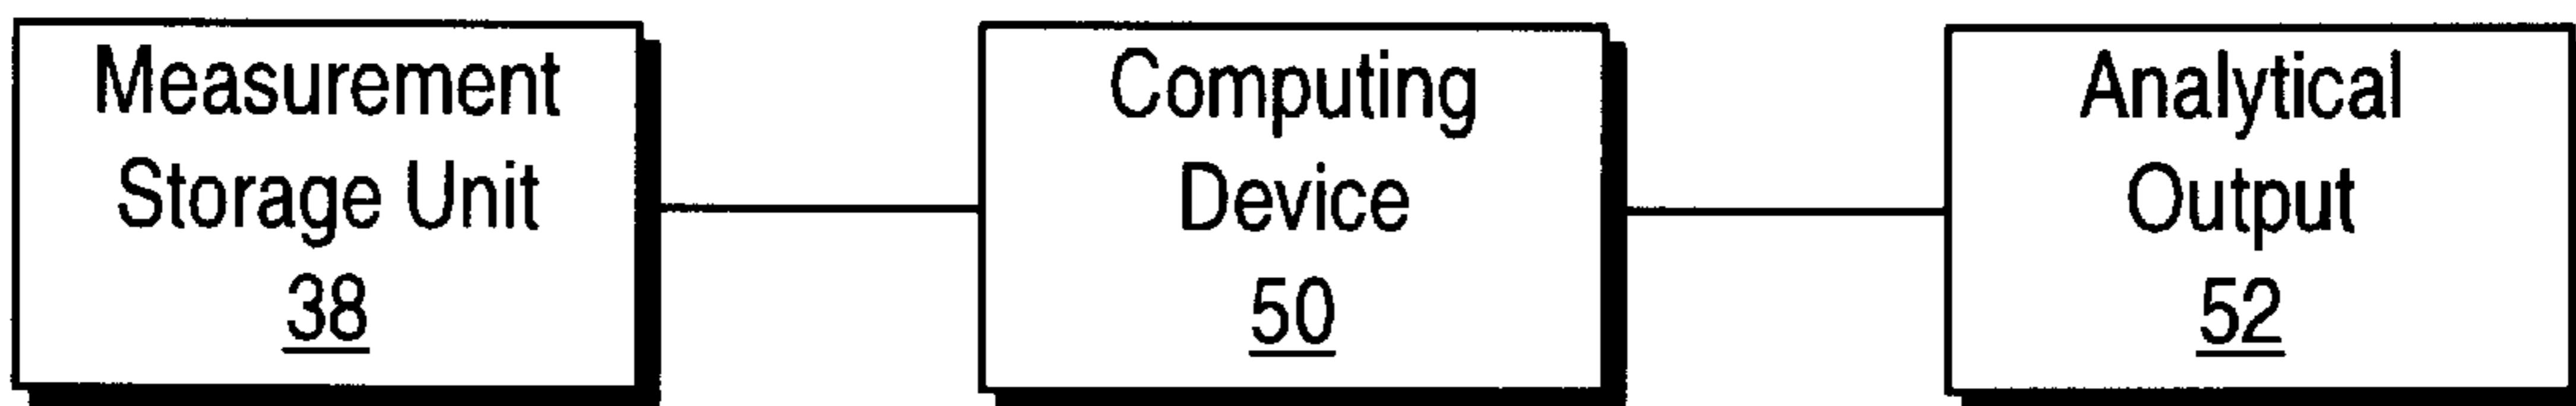 Measurement
Storage Unit
38
Computing
Device
50
Analytical
Output
52